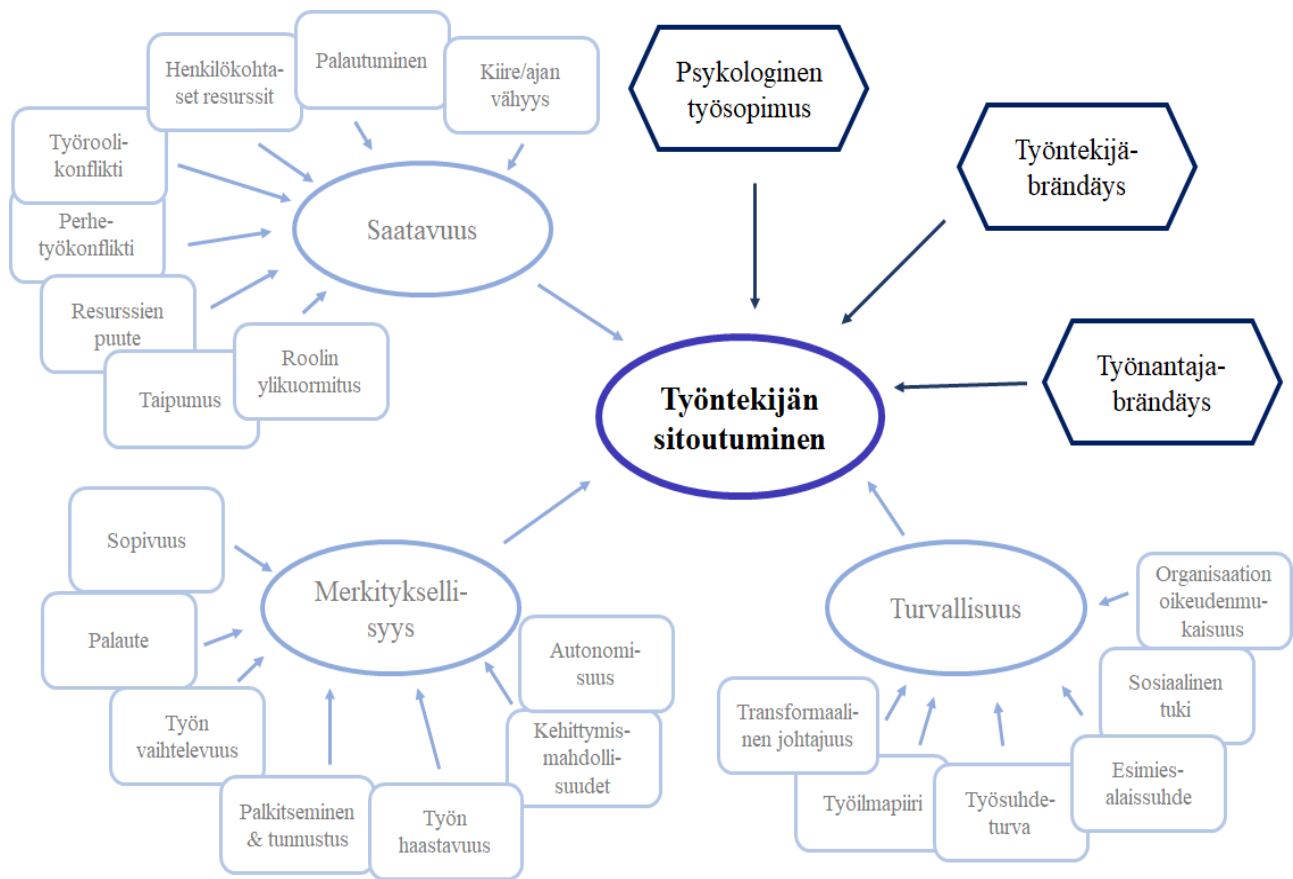 Palautuminen
Henkilökohta-
set resurssit
Kiire/ajan
vähyys
Psykologinen
työsopimus
Työrooli-
konflikti
Työntekijä-
brändäys
Perhe-
työkonflikti
Saatavuus
Resurssien
puute
Roolin
ylikuormitus
Taipumus
Työnantaja-
brändäys
Työntekijän
sitoutuminen
Sopivuus
Merkityksellи-
syys
Turvallisuus
Organisaation
oikeudenmu-
kaisuus
Palaute
Autonomi-
suus
Sosiaalinen
tuki
Työn
vaihtelevuus
Kehittymis-
mahdolli-
suudet
Transformaali-
nen johtajuus
Esimies-
alaissuhde
Palkitseminen
& tunnustus
Työn
haastavuus
Työilmapiiri
Työsuhde-
turva